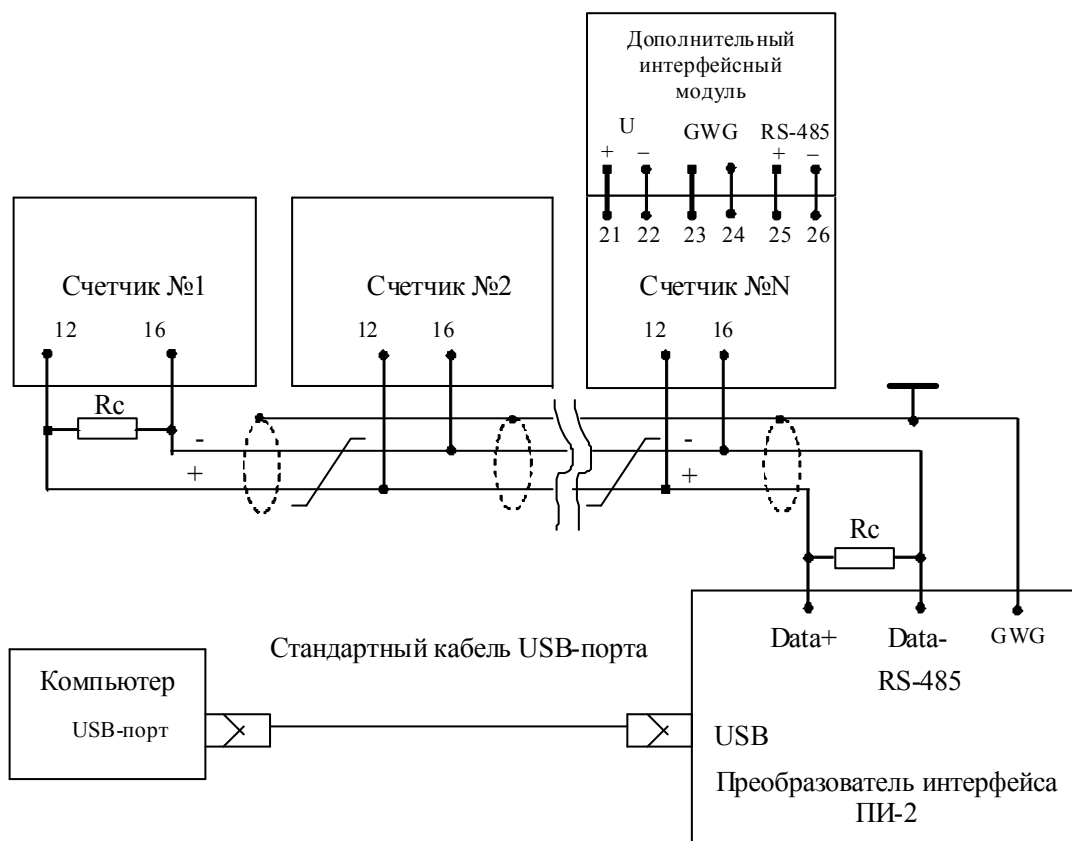 Дополнительный
интерфейсный
модуль
U GWG RS-485
+ – + –
21 22 23 24 25 26
Счетчик №1 Счетчик №2 Счетчик №N
12 16 12 16 12 16
Rc
- -
+ +
Rc
Data+ Data- GWG
RS-485
Стандартный кабель USB-порта
Компьютер
USB-порт
USB
Преобразователь интерфейса
ПИ-2